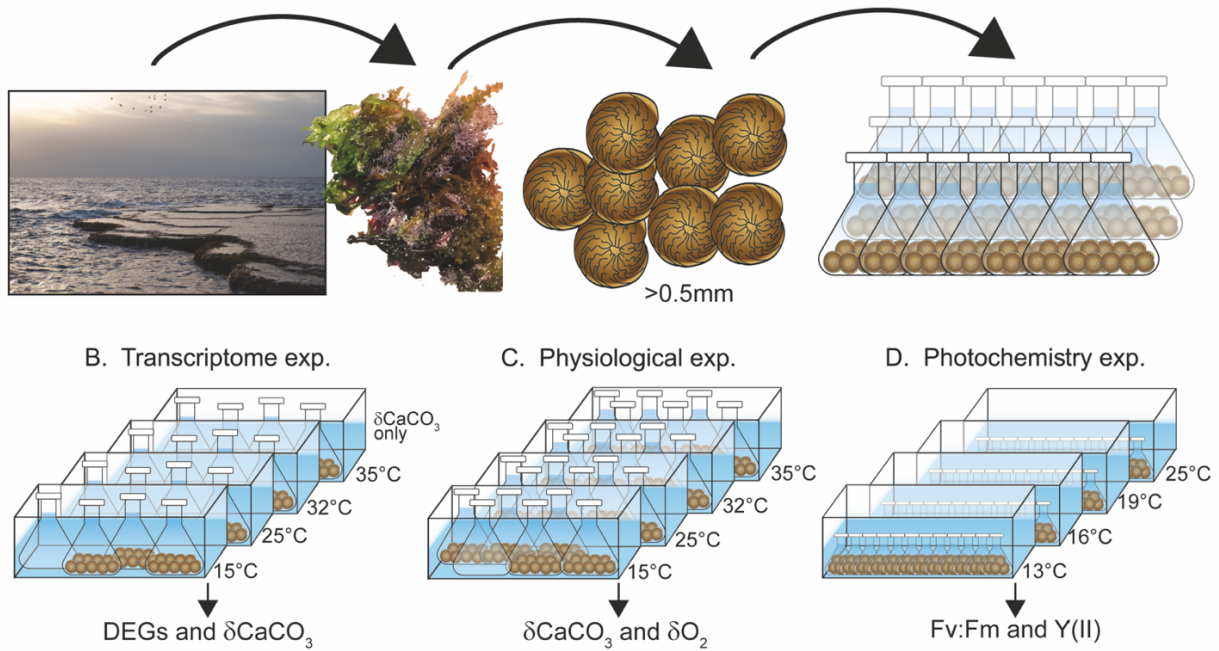 >0.5mm
B. Transcriptome exp.
δCaCO₃
only
35°C
32°C
25°C
15°C
DEGs and δCaCO₃
C. Physiological exp.
35°C
32°C
25°C
15°C
δCaCO₃ and δO₂
D. Photochemistry exp.
25°C
19°C
16°C
13°C
Fv:Fm and Y(II)